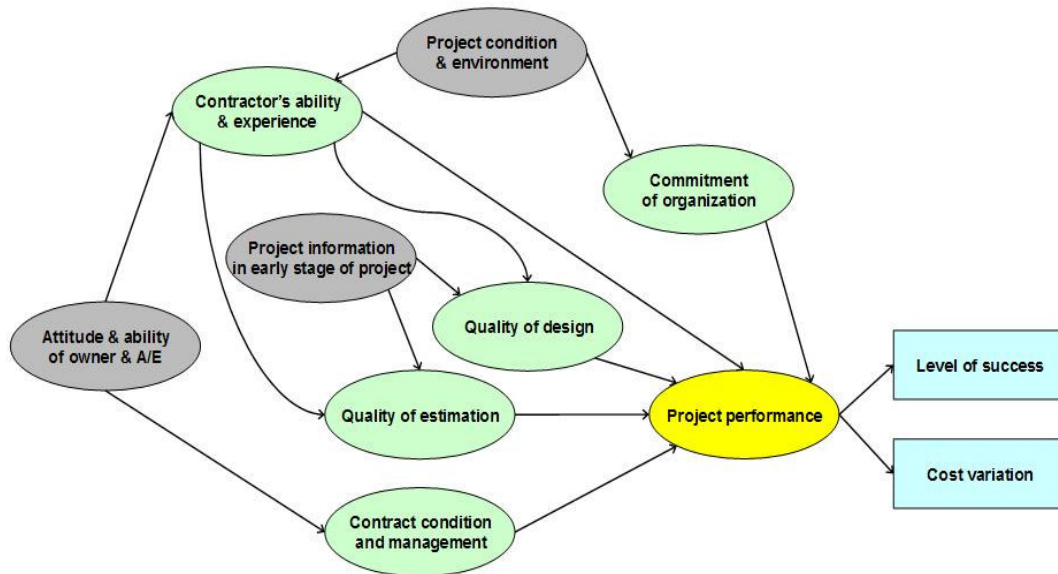 Project condition
& environment
Contractor's ability
& experience
Commitment
of organization
Project information
in early stage of project
Quality of design
Attitude & ability
of owner & A/E
Level of success
Quality of estimation
Project performance
Cost variation
Contract condition
and management